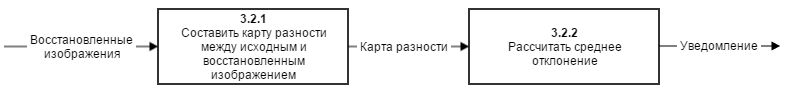 Восстановленные
изображения
3.2.1
Составить карту разности
между исходным и
восстановленным
изображением
Карта разности
3.2.2
Рассчитать среднее
отклонение
Уведомление